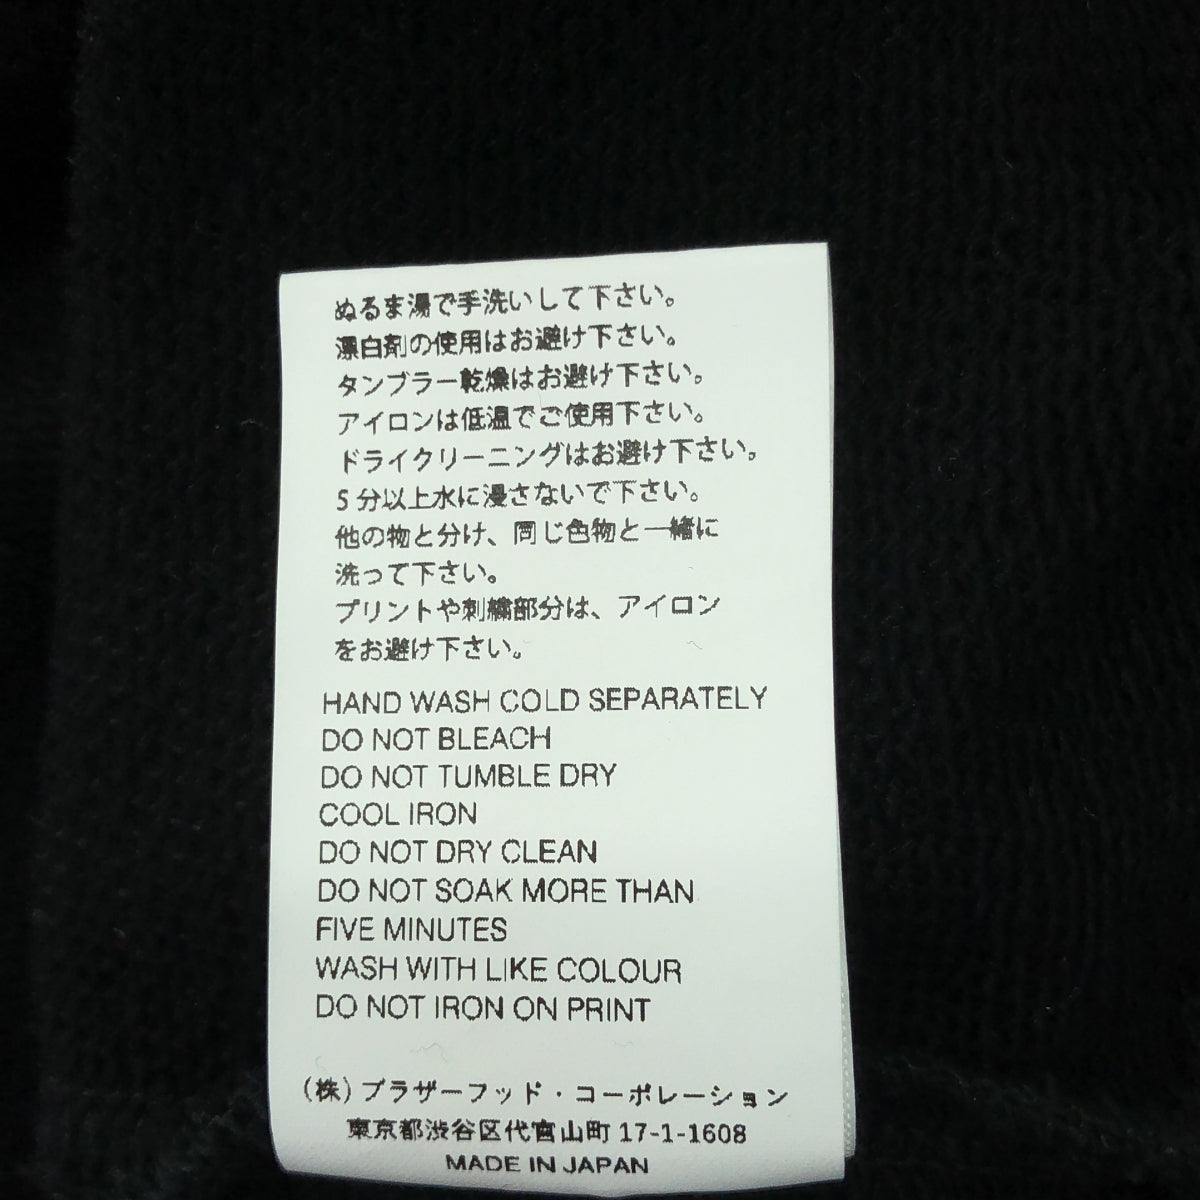 ぬるま湯で手洗いして下さい。
漂白剤の使用はお避け下さい。
タンブラー乾燥はお避け下さい。
アイロンは低温でご使用下さい。
ドライクリーニングはお避け下さい。
5分以上水に浸さないで下さい。
他の物と分け、同じ色物と一緒に
洗って下さい。
プリントや刺繍部分は、アイロン
をお避け下さい。
HAND WASH COLD SEPARATELY
DO NOT BLEACH
DO NOT TUMBLE DRY
COOL IRON
DO NOT DRY CLEAN
DO NOT SOAK MORE THAN
FIVE MINUTES
WASH WITH LIKE COLOUR
DO NOT IRON ON PRINT
（株）ブラザーフッド・コーポレーション
東京都渋谷区代官山町 17-1-1608
MADE IN JAPAN